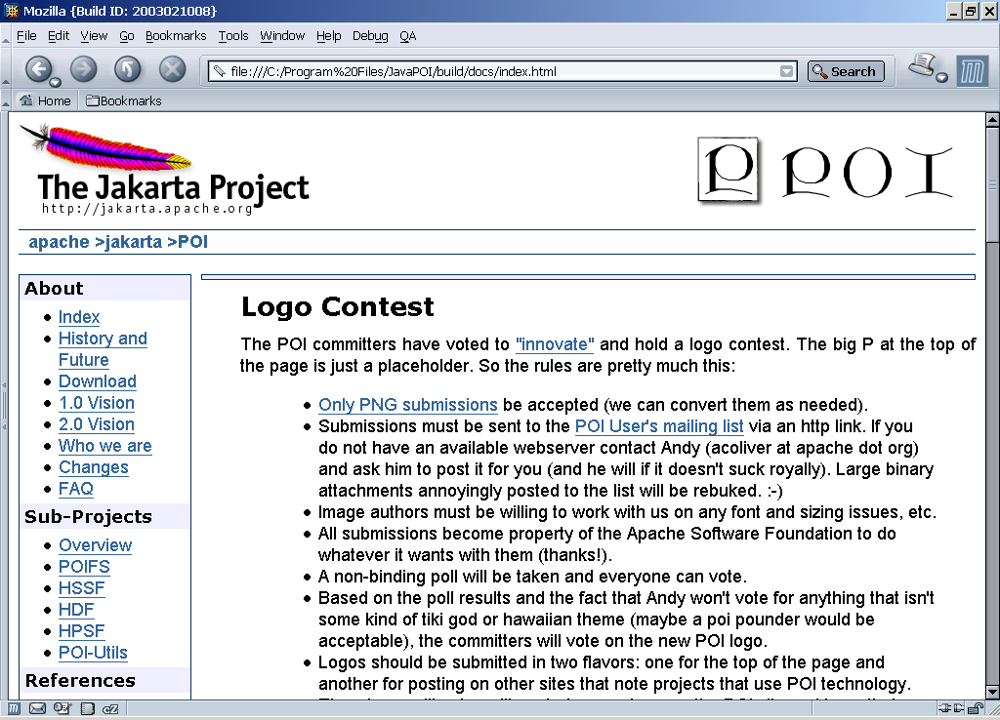 Mozilla {Build ID: 2003021008}
File Edit View Go Bookmarks Tools Window Help Debug QA
file:///C:/Program%20Files/JavaPOI/build/docs/index.html Search
Home Bookmarks
The Jakarta Project
http://jakarta.apache.org
P POI
apache >jakarta >POI
About
Index
History and
Future
Download
1.0 Vision
2.0 Vision
Who we are
Changes
FAQ
Sub-Projects
Overview
POIFS
HSSF
HDF
HPSF
POI-Utils
References
Logo Contest
The POI committers have voted to "innovate" and hold a logo contest. The big P at the top of
the page is just a placeholder. So the rules are pretty much this:
Only PNG submissions be accepted (we can convert them as needed).
Submissions must be sent to the POI User's mailing list via an http link. If you
do not have an available webserver contact Andy (acoliver at apache dot org)
and ask him to post it for you (and he will if it doesn't suck royally). Large binary
attachments annoyingly posted to the list will be rebuked. :-)
Image authors must be willing to work with us on any font and sizing issues, etc.
All submissions become property of the Apache Software Foundation to do
whatever it wants with them (thanks!).
A non-binding poll will be taken and everyone can vote.
Based on the poll results and the fact that Andy won't vote for anything that isn't
some kind of tiki god or hawaiian theme (maybe a poi pounder would be
acceptable), the committers will vote on the new POI logo.
Logos should be submitted in two flavors: one for the top of the page and
another for posting on other sites that note projects that use POI technology.
cZ